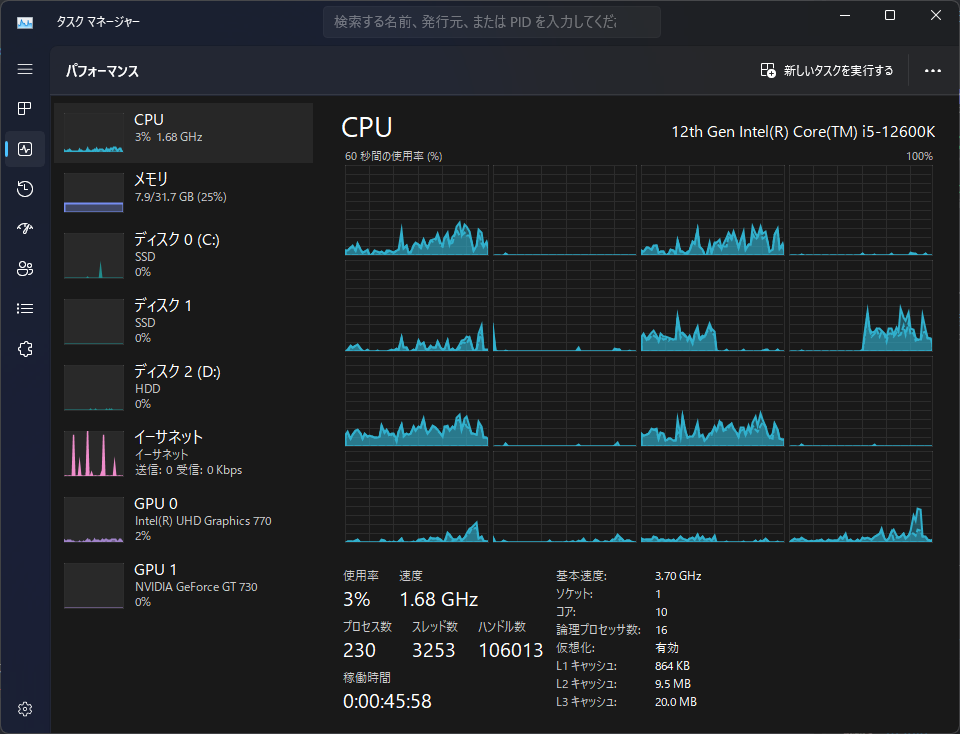 タスク マネージャー
検索する名前、発行元、または PID を入力してくだ
パフォーマンス
新しいタスクを実行する
CPU
3% 1.68 GHz
メモリ
7.9/31.7 GB (25%)
ディスク 0 (C:)
SSD
0%
ディスク 1
SSD
0%
ディスク 2 (D:)
HDD
0%
イーサネット
イーサネット
送信: 0 受信: 0 Kbps
GPU 0
Intel(R) UHD Graphics 770
2%
GPU 1
NVIDIA GeForce GT 730
0%
CPU
12th Gen Intel(R) Core(TM) i5-12600K
60 秒間の使用率 (%)
100%
使用率 速度
3% 1.68 GHz
プロセス数 スレッド数 ハンドル数
230 3253 106013
稼働時間
0:00:45:58
基本速度: 3.70 GHz
ソケット: 1
コア: 10
論理プロセッサ数: 16
仮想化: 有効
L1 キャッシュ: 864 KB
L2 キャッシュ: 9.5 MB
L3 キャッシュ: 20.0 MB